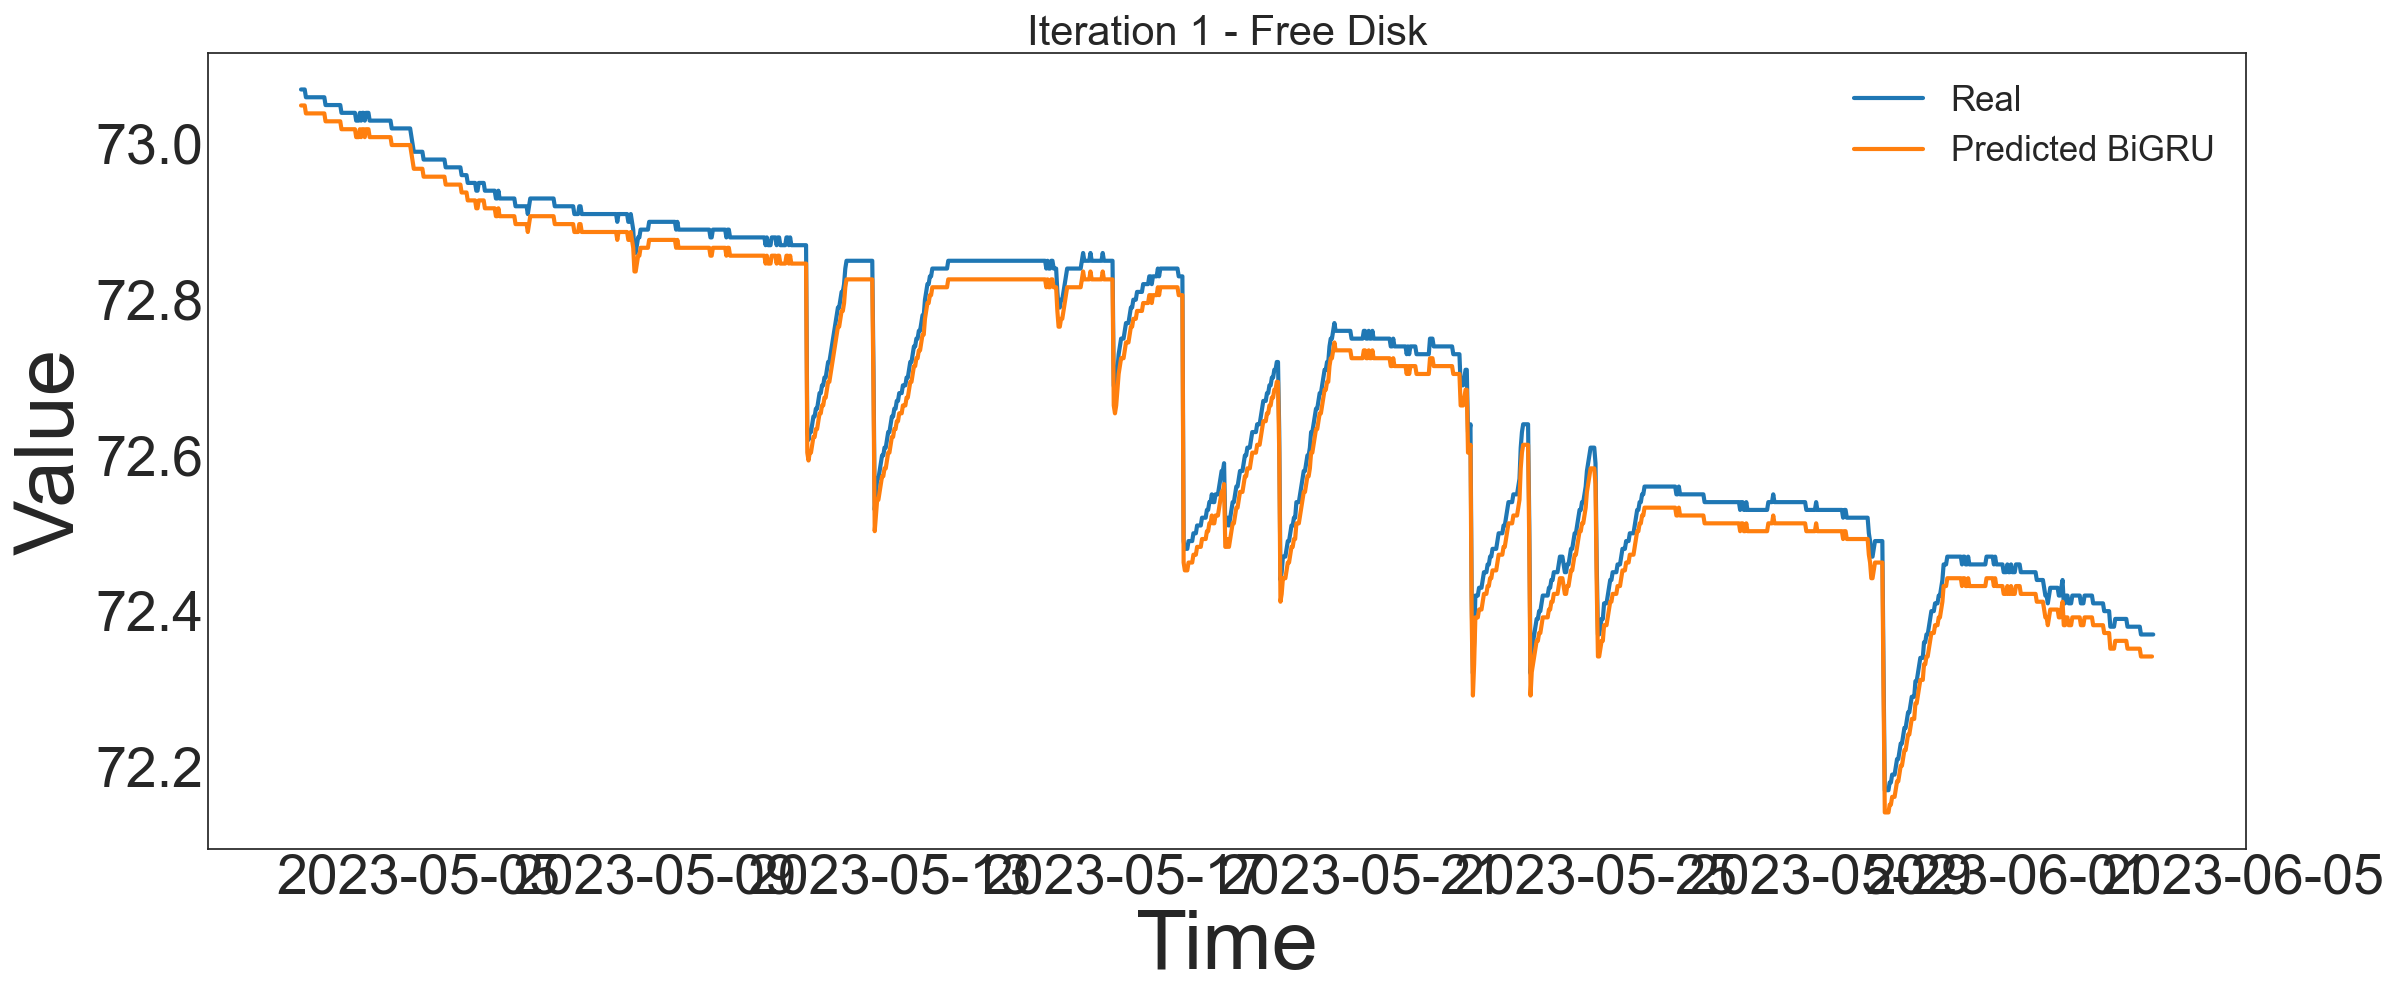 Iteration 1 - Free Disk
Real
Predicted BiGRU
73.0
72.8
72.6
72.4
72.2
Value
2023-05-05
2023-05-09
2023-05-13
2023-05-17
2023-05-21
2023-05-25
2023-05-29
2023-06-01
2023-06-05
Time